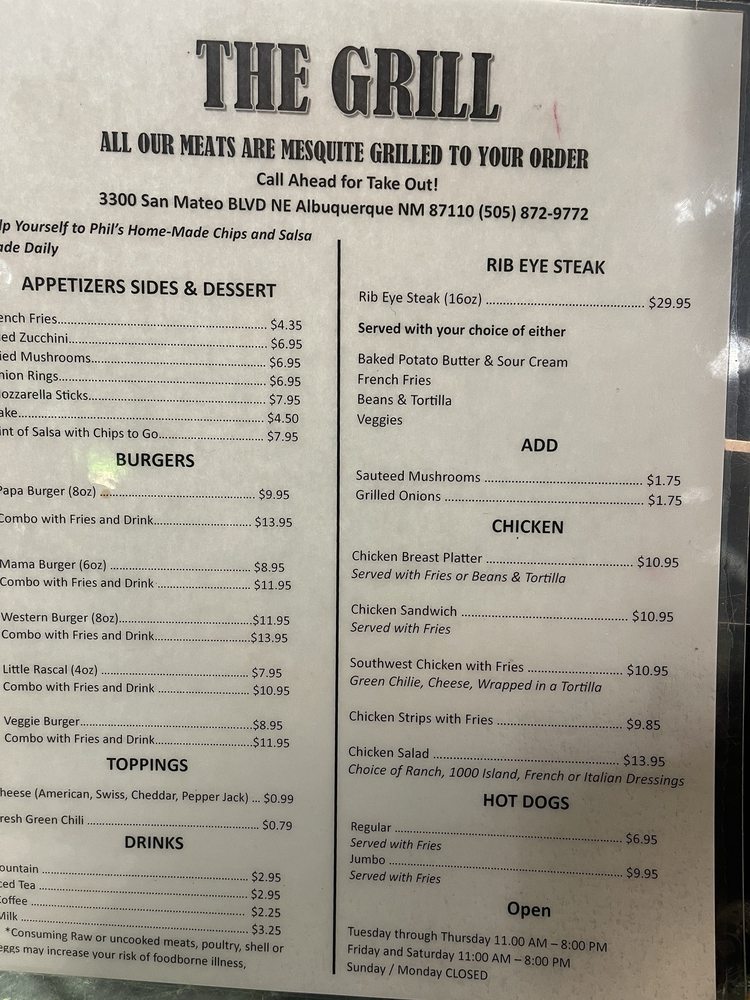 THE GRILL
ALL OUR MEATS ARE MESQUITE GRILLED TO YOUR ORDER
Call Ahead for Take Out!
3300 San Mateo BLVD NE Albuquerque NM 87110 (505) 872-9772
lp Yourself to Phil's Home-Made Chips and Salsa
ade Daily
APPETIZERS SIDES & DESSERT
ench Fries.......... $4.35
ied Zucchini.......... $6.95
ied Mushrooms.......... $6.95
nion Rings.......... $6.95
ozzarella Sticks.......... $7.95
ake.......... $4.50
int of Salsa with Chips to Go.......... $7.95
BURGERS
Papa Burger (8oz) .......... $9.95
Combo with Fries and Drink.......... $13.95
Mama Burger (6oz) .......... $8.95
Combo with Fries and Drink .......... $11.95
Western Burger (8oz)..........$11.95
Combo with Fries and Drink..........$13.95
Little Rascal (4oz) .......... $7.95
Combo with Fries and Drink .......... $10.95
Veggie Burger..........$8.95
Combo with Fries and Drink..........$11.95
TOPPINGS
heese (American, Swiss, Cheddar, Pepper Jack) ... $0.99
resh Green Chili .......... $0.79
DRINKS
ountain .......... $2.95
ced Tea .......... $2.95
offee .......... $2.25
Milk .......... $3.25
*Consuming Raw or uncooked meats, poultry, shell or
eggs may increase your risk of foodborne illness,
RIB EYE STEAK
Rib Eye Steak (16oz) .......... $29.95
Served with your choice of either
Baked Potato Butter & Sour Cream
French Fries
Beans & Tortilla
Veggies
ADD
Sauteed Mushrooms .......... $1.75
Grilled Onions .......... $1.75
CHICKEN
Chicken Breast Platter .......... $10.95
Served with Fries or Beans & Tortilla
Chicken Sandwich .......... $10.95
Served with Fries
Southwest Chicken with Fries .......... $10.95
Green Chilie, Cheese, Wrapped in a Tortilla
Chicken Strips with Fries .......... $9.85
Chicken Salad .......... $13.95
Choice of Ranch, 1000 Island, French or Italian Dressings
HOT DOGS
Regular .......... $6.95
Served with Fries
Jumbo .......... $9.95
Served with Fries
Open
Tuesday through Thursday 11.00 AM – 8:00 PM
Friday and Saturday 11:00 AM – 8:00 PM
Sunday / Monday CLOSED